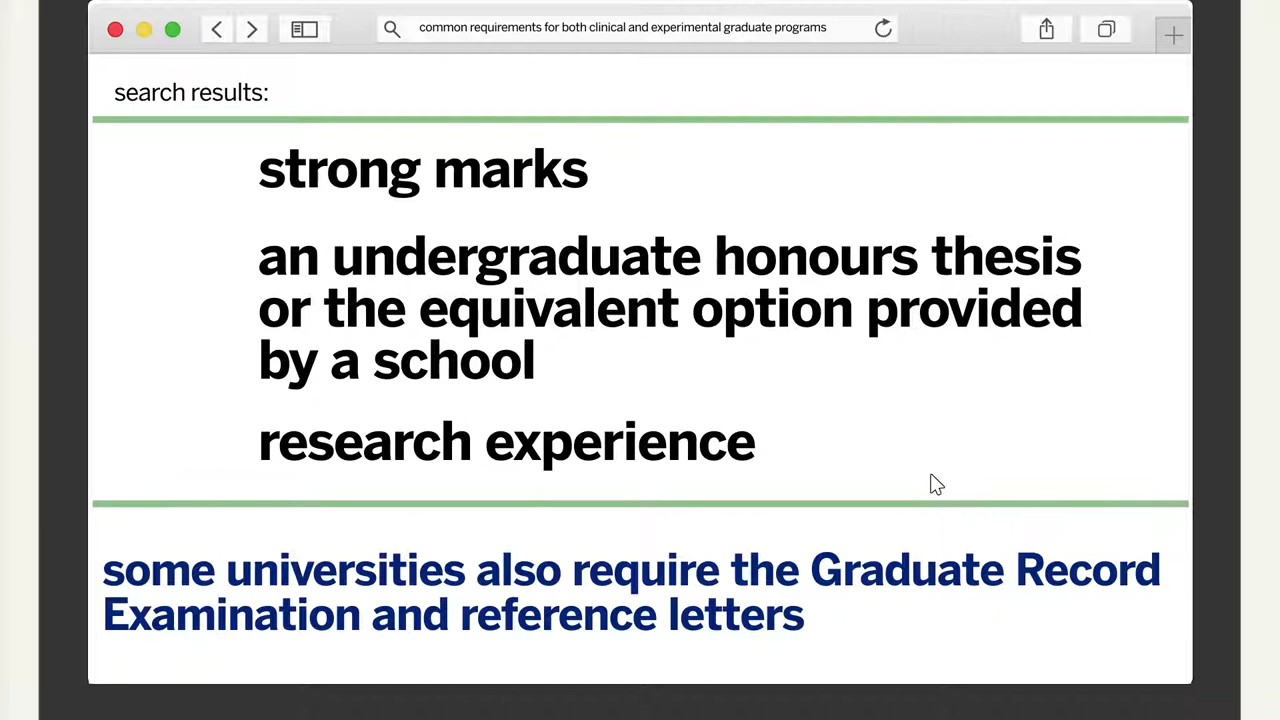 common requirements for both clinical and experimental graduate programs
search results:
strong marks
an undergraduate honours thesis
or the equivalent option provided
by a school
research experience
some universities also require the Graduate Record
Examination and reference letters